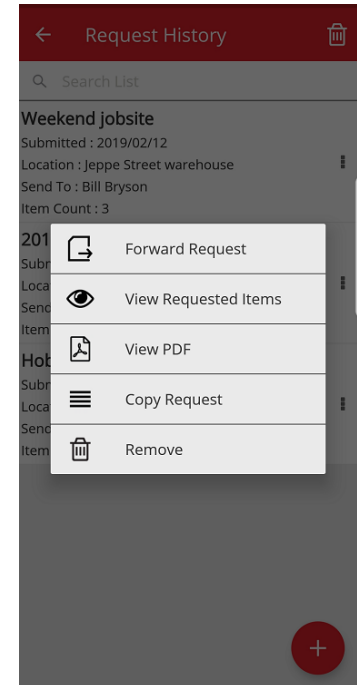 Request History
Search List
Weekend jobsite
Submitted : 2019/02/12
Location : Jeppe Street warehouse
Send To : Bill Bryson
Item Count : 3
Forward Request
View Requested Items
View PDF
Copy Request
Remove